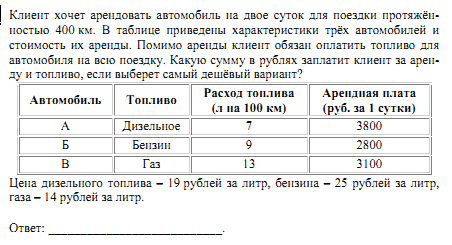 Клиент хочет арендовать автомобиль на двое суток для поездки протяжён-
ностью 400 км. В таблице приведены характеристики трёх автомобилей и
стоимость их аренды. Помимо аренды клиент обязан оплатить топливо для
автомобиля на всю поездку. Какую сумму в рублях заплатит клиент за арен-
ду и топливо, если выберет самый дешёвый вариант?
Автомобиль Топливо Расход топлива (л на 100 км) Арендная плата (руб. за 1 сутки)
А Дизельное 7 3800
Б Бензин 9 2800
В Газ 13 3100
Цена дизельного топлива – 19 рублей за литр, бензина – 25 рублей за литр,
газа – 14 рублей за литр.
Ответ: ___________________________.